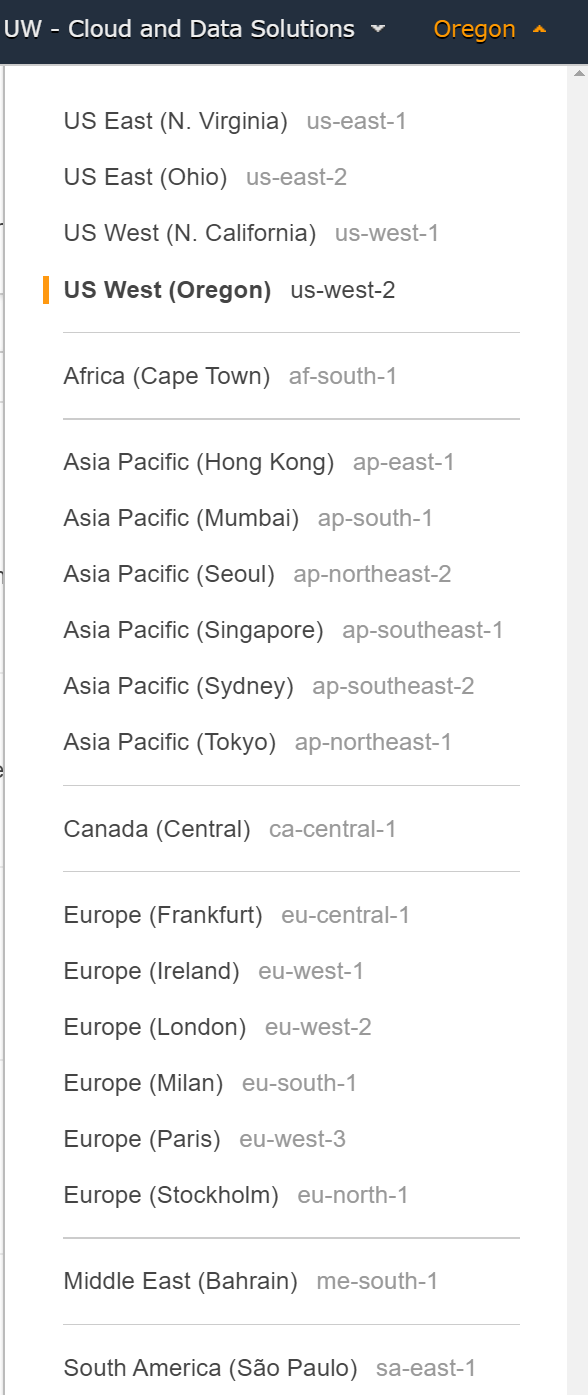 UW - Cloud and Data Solutions Oregon
US East (N. Virginia) us-east-1
US East (Ohio) us-east-2
US West (N. California) us-west-1
US West (Oregon) us-west-2
Africa (Cape Town) af-south-1
Asia Pacific (Hong Kong) ap-east-1
Asia Pacific (Mumbai) ap-south-1
Asia Pacific (Seoul) ap-northeast-2
Asia Pacific (Singapore) ap-southeast-1
Asia Pacific (Sydney) ap-southeast-2
Asia Pacific (Tokyo) ap-northeast-1
Canada (Central) ca-central-1
Europe (Frankfurt) eu-central-1
Europe (Ireland) eu-west-1
Europe (London) eu-west-2
Europe (Milan) eu-south-1
Europe (Paris) eu-west-3
Europe (Stockholm) eu-north-1
Middle East (Bahrain) me-south-1
South America (São Paulo) sa-east-1